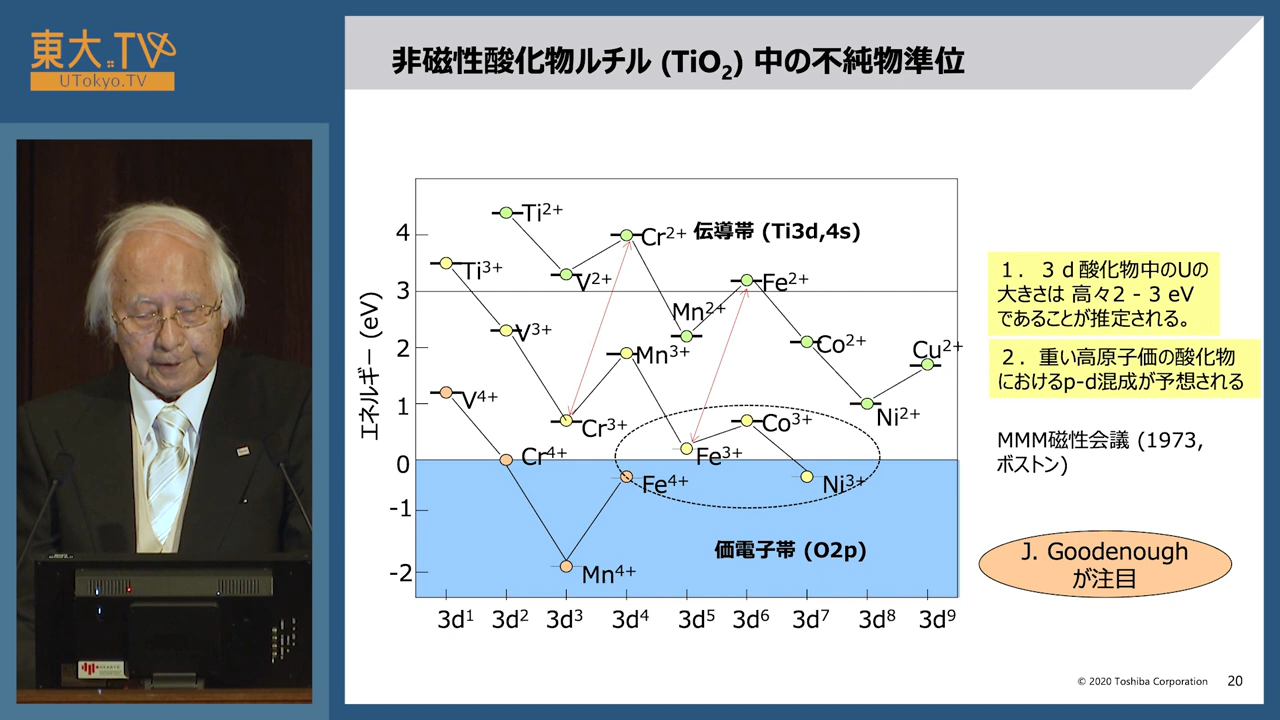 東大.TV
UTokyo.TV
非磁性酸化物ルチル (TiO2) 中の不純物準位
エネルギー (eV)
4
3
2
1
0
-1
-2
Ti2+
Cr2+
伝導帯 (Ti3d,4s)
Ti3+
V2+
Fe2+
Mn2+
V3+
Co2+
Cu2+
Mn3+
V4+
Cr3+
Co3+
Ni2+
Cr4+
Fe3+
Fe4+
Ni3+
価電子帯 (O2p)
Mn4+
3d1 3d2 3d3 3d4 3d5 3d6 3d7 3d8 3d9
１．３ｄ酸化物中のUの
大きさは 高々2 - 3 eV
であることが推定される。
２．重い高原子価の酸化物
におけるp-d混成が予想される
MMM磁性会議 (1973,
ボストン)
J. Goodenough
が注目
© 2020 Toshiba Corporation 20